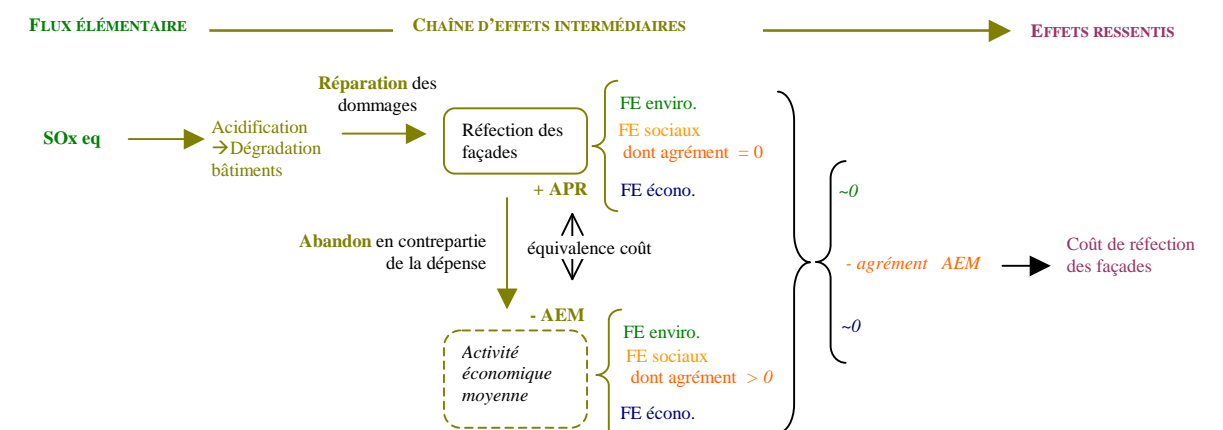 FLUX ÉLÉMENTAIRE
CHAÎNE D'EFFETS INTERMÉDIAIRES
EFFETS RESSENTIS
Réparation des
dommages
SOx eq
Acidification
→Dégradation
bâtiments
Réfection des
façades
FE enviro.
FE sociaux
dont agrément = 0
FE écono.
+ APR
Abandon en contrepartie
de la dépense
équivalence coût
- AEM
Activité
économique
moyenne
FE enviro.
FE sociaux
dont agrément > 0
FE écono.
~0
- agrément AEM
~0
Coût de réfection
des façades